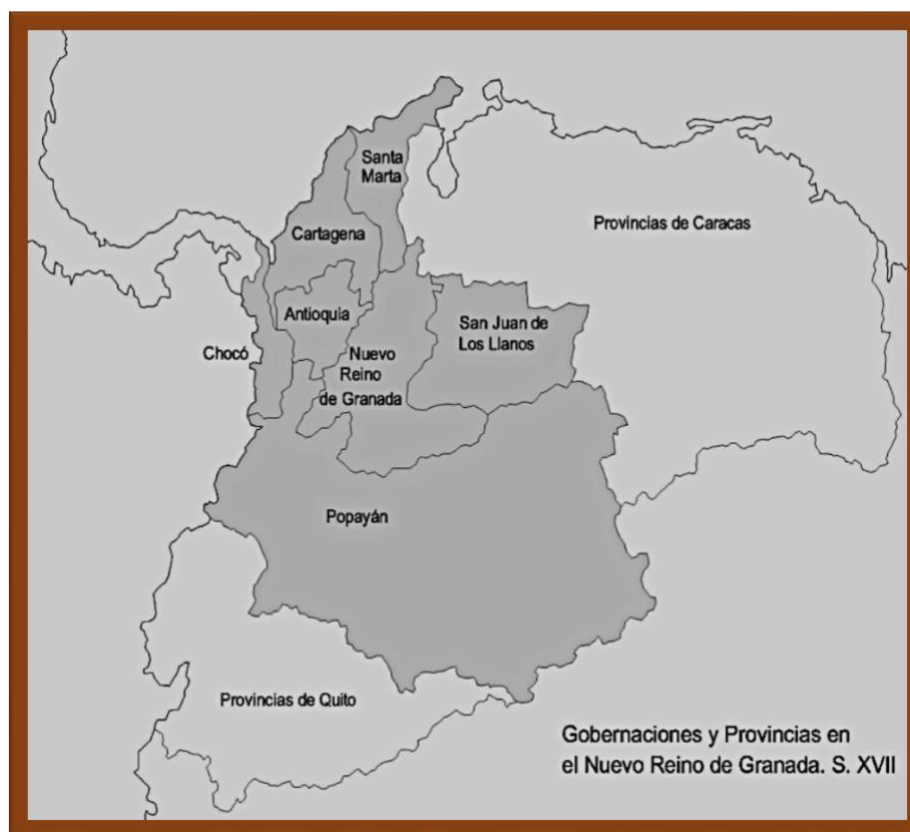 Santa
Marta
Provincias de Caracas
Cartagena
Antioquia
San Juan de
Los Llanos
Chocó
Nuevo
Reino
de Granada
Popayán
Provincias de Quito
Gobernaciones y Provincias en
el Nuevo Reino de Granada. S. XVII